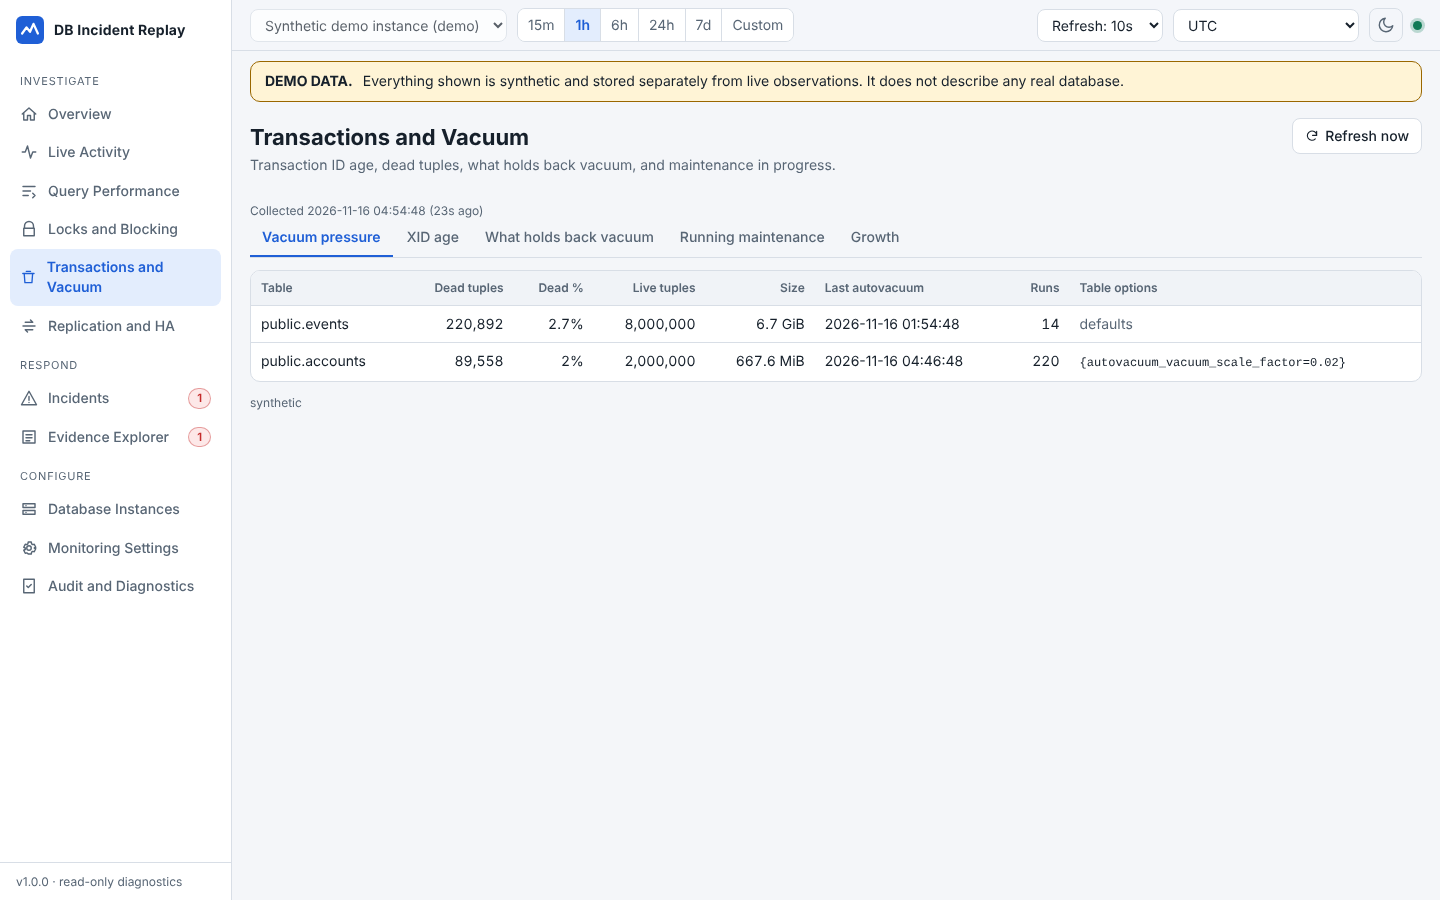 DB Incident Replay
INVESTIGATE
Overview
Live Activity
Query Performance
Locks and Blocking
Transactions and
Vacuum
Replication and HA
RESPOND
Incidents 1
Evidence Explorer 1
CONFIGURE
Database Instances
Monitoring Settings
Audit and Diagnostics
v1.0.0 · read-only diagnostics
Synthetic demo instance (demo) 15m 1h 6h 24h 7d Custom Refresh: 10s UTC
DEMO DATA. Everything shown is synthetic and stored separately from live observations. It does not describe any real database.
Transactions and Vacuum
Refresh now
Transaction ID age, dead tuples, what holds back vacuum, and maintenance in progress.
Collected 2026-11-16 04:54:48 (23s ago)
Vacuum pressure XID age What holds back vacuum Running maintenance Growth
Table Dead tuples Dead % Live tuples Size Last autovacuum Runs Table options
public.events 220,892 2.7% 8,000,000 6.7 GiB 2026-11-16 01:54:48 14 defaults
public.accounts 89,558 2% 2,000,000 667.6 MiB 2026-11-16 04:46:48 220 {autovacuum_vacuum_scale_factor=0.02}
synthetic